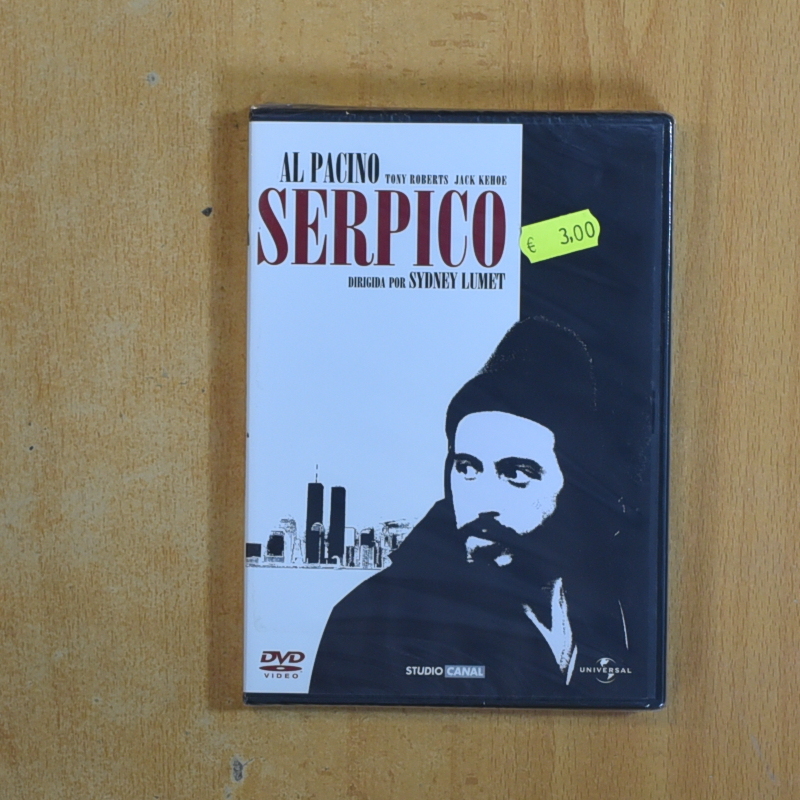 AL PACINO TONY ROBERTS JACK KEHOE
SERPICO
€ 3,00
DIRIGIDA POR SYDNEY LUMET
DVD
VIDEO
STUDIO CANAL
UNIVERSAL